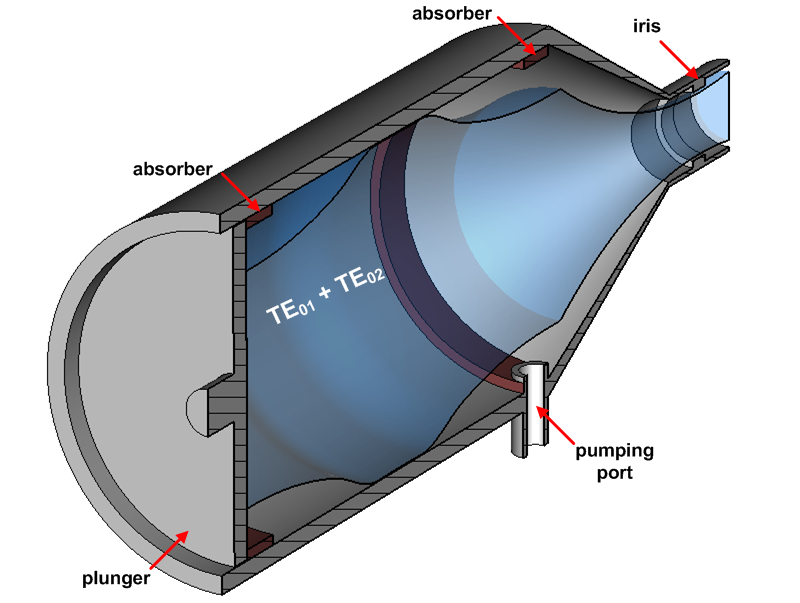 absorber
iris
absorber
TE₀₁ + TE₀₂
pumping
port
plunger